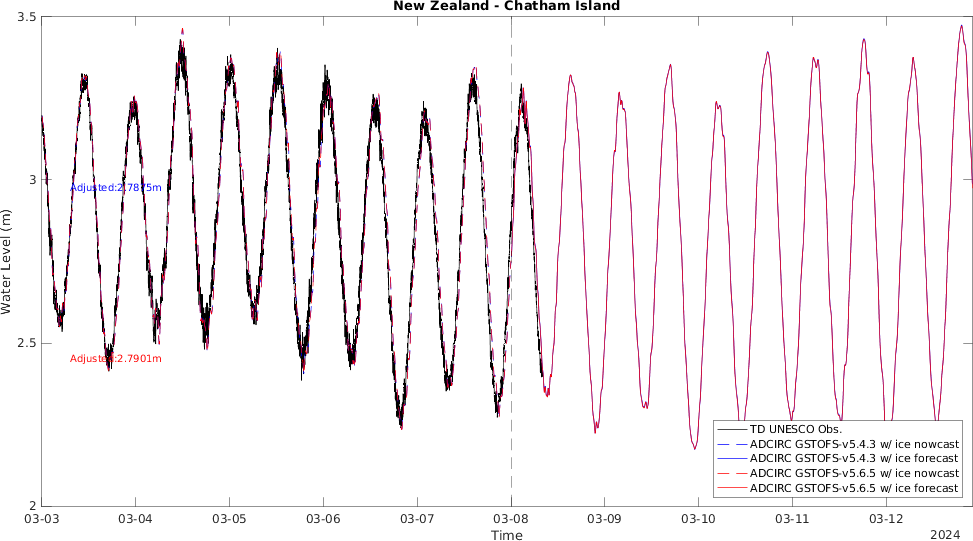 New Zealand - Chatham Island
3.5
3
2.5
2
Water Level (m)
Adjusted:2.7875m
Adjusted:2.7901m
TD UNESCO Obs.
ADCIRC GSTOFS-v5.4.3 w/ ice nowcast
ADCIRC GSTOFS-v5.4.3 w/ ice forecast
ADCIRC GSTOFS-v5.6.5 w/ ice nowcast
ADCIRC GSTOFS-v5.6.5 w/ ice forecast
03-03 03-04 03-05 03-06 03-07 03-08 03-09 03-10 03-11 03-12
Time
2024